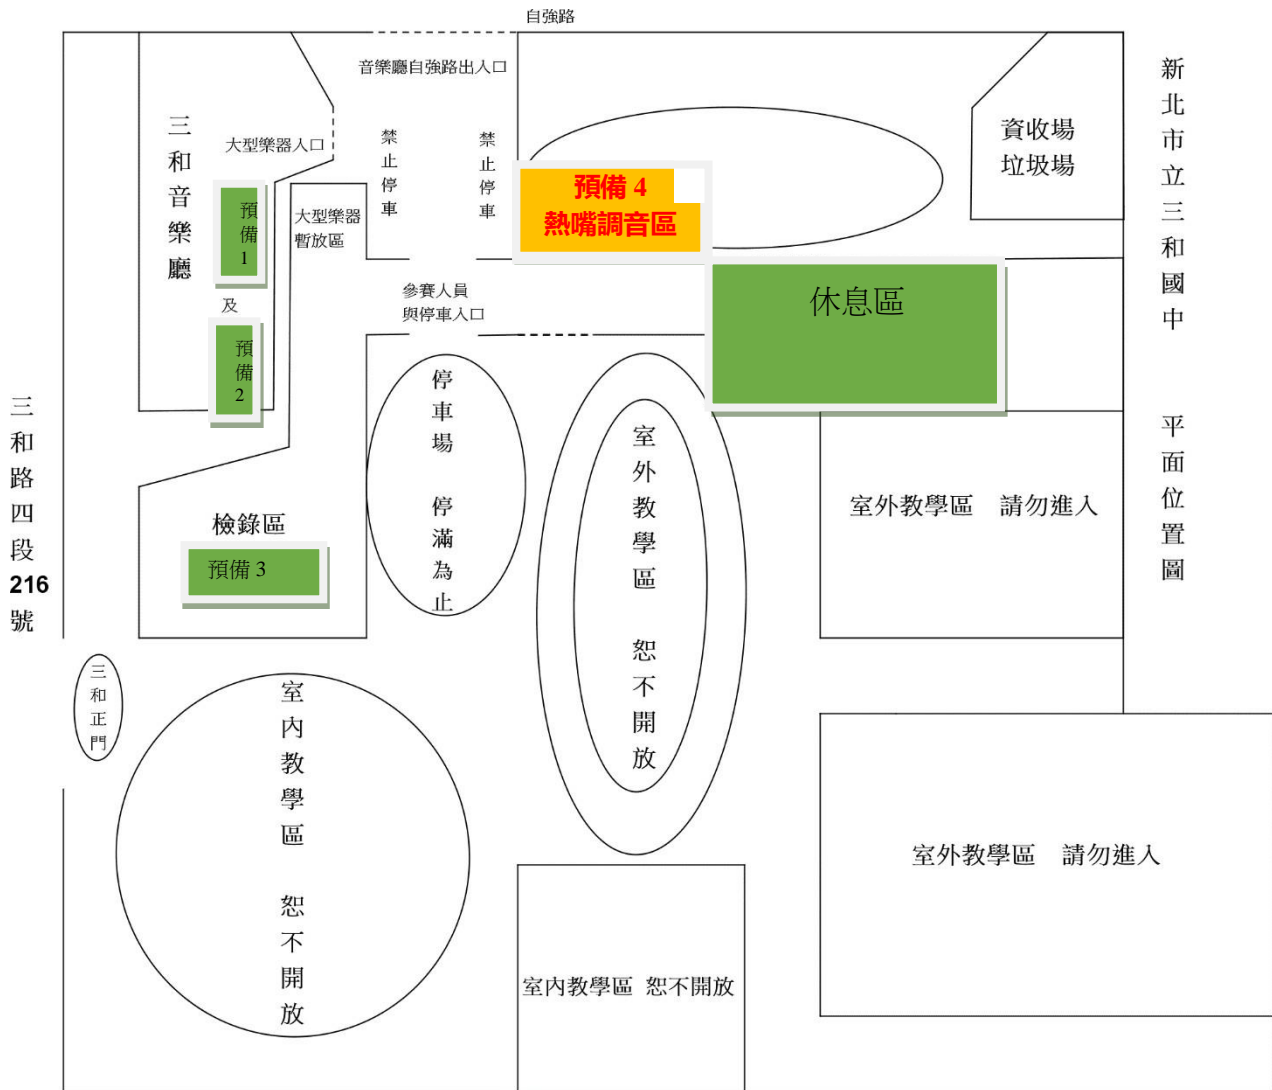 自強路
音樂廳自強路出入口
新北市立三和國中 平面位置圖
三和音樂廳
大型樂器入口
禁止停車
禁止停車
資收場
垃圾場
預備 4
熱嘴調音區
預備1
大型樂器
暫放區
及
預備2
參賽人員
與停車入口
休息區
三和路四段216號
停車場 停滿為止
室外教學區 恕不開放
室外教學區 請勿進入
檢錄區
預備 3
三和正門
室內教學區 恕不開放
室外教學區 請勿進入
室內教學區 恕不開放